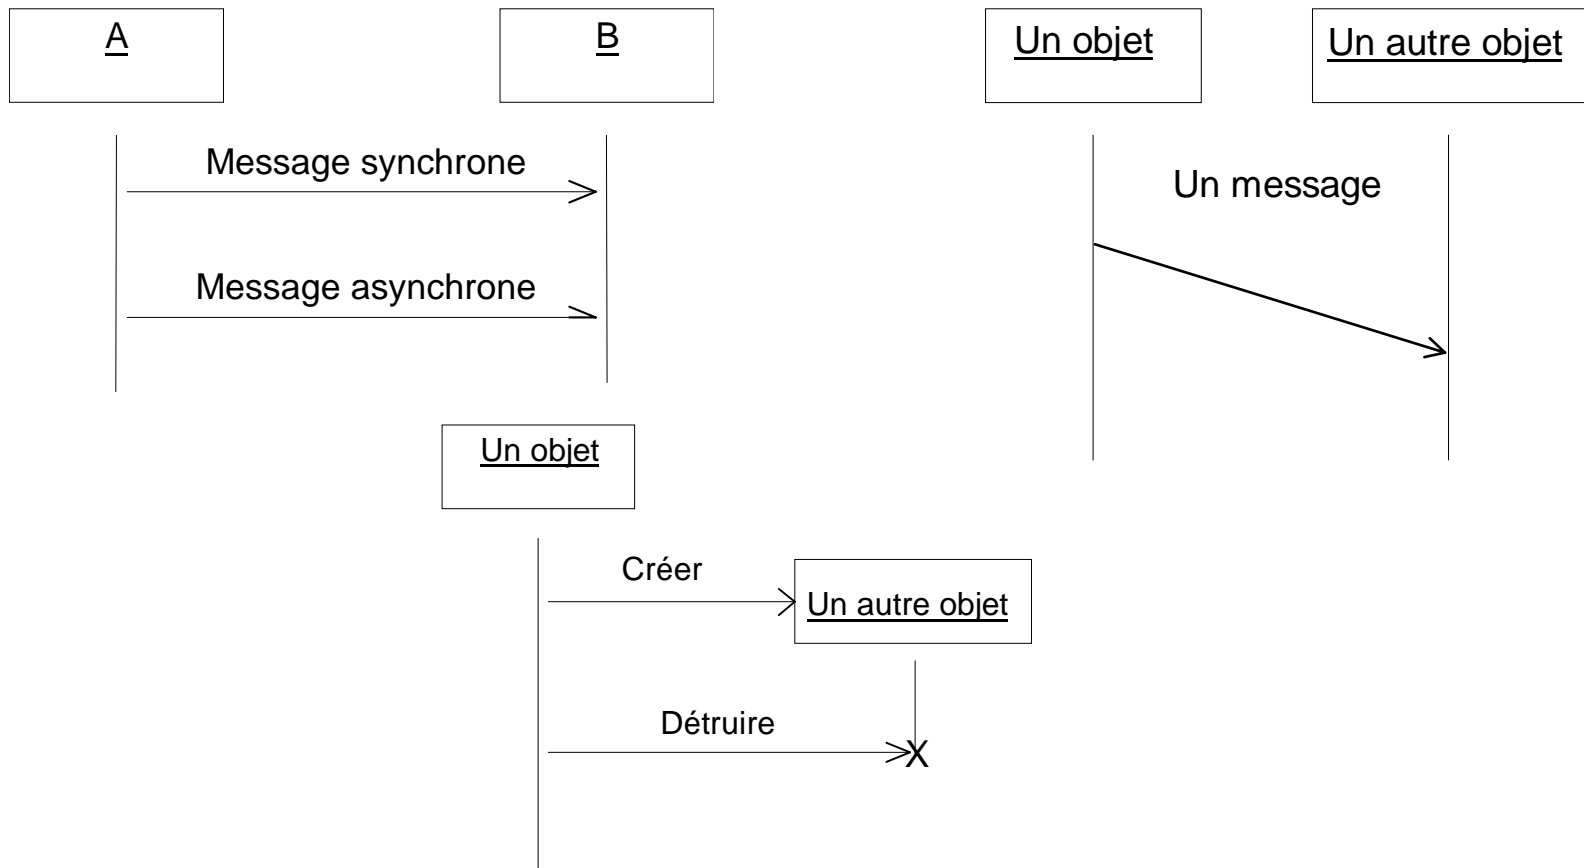 A
B
Message synchrone
Message asynchrone
Un objet
Un autre objet
Un message
Un objet
Créer
Un autre objet
Détruire
X